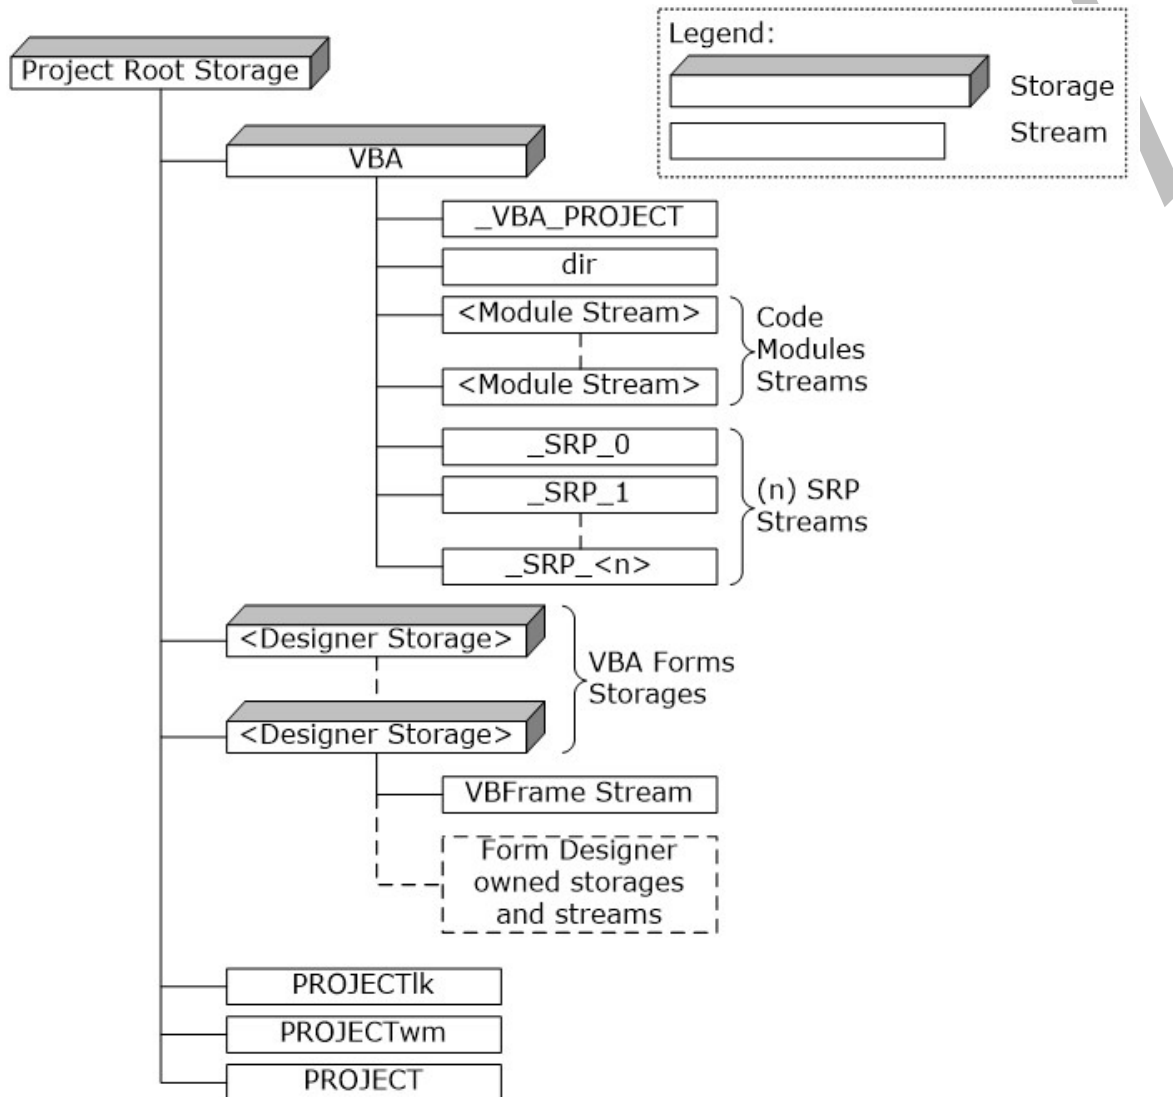 Project Root Storage
Legend:
Storage
Stream
VBA
_VBA_PROJECT
dir
<Module Stream>
<Module Stream>
Code
Modules
Streams
_SRP_0
_SRP_1
_SRP_<n>
(n) SRP
Streams
<Designer Storage>
<Designer Storage>
VBA Forms
Storages
VBFrame Stream
Form Designer
owned storages
and streams
PROJECTlk
PROJECTwm
PROJECT